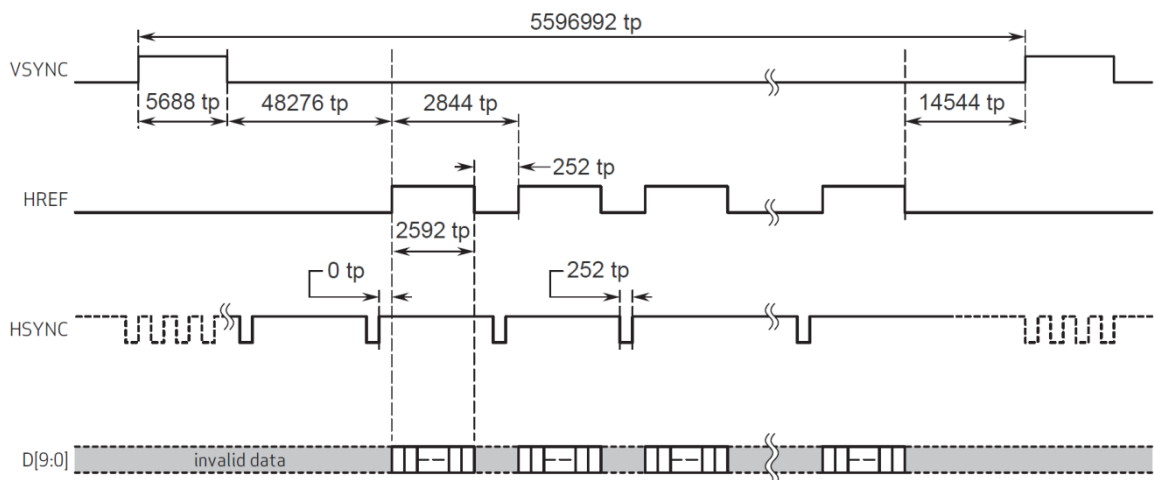 5596992 tp
VSYNC
5688 tp
48276 tp
2844 tp
14544 tp
252 tp
HREF
2592 tp
0 tp
252 tp
HSYNC
D[9:0]
invalid data